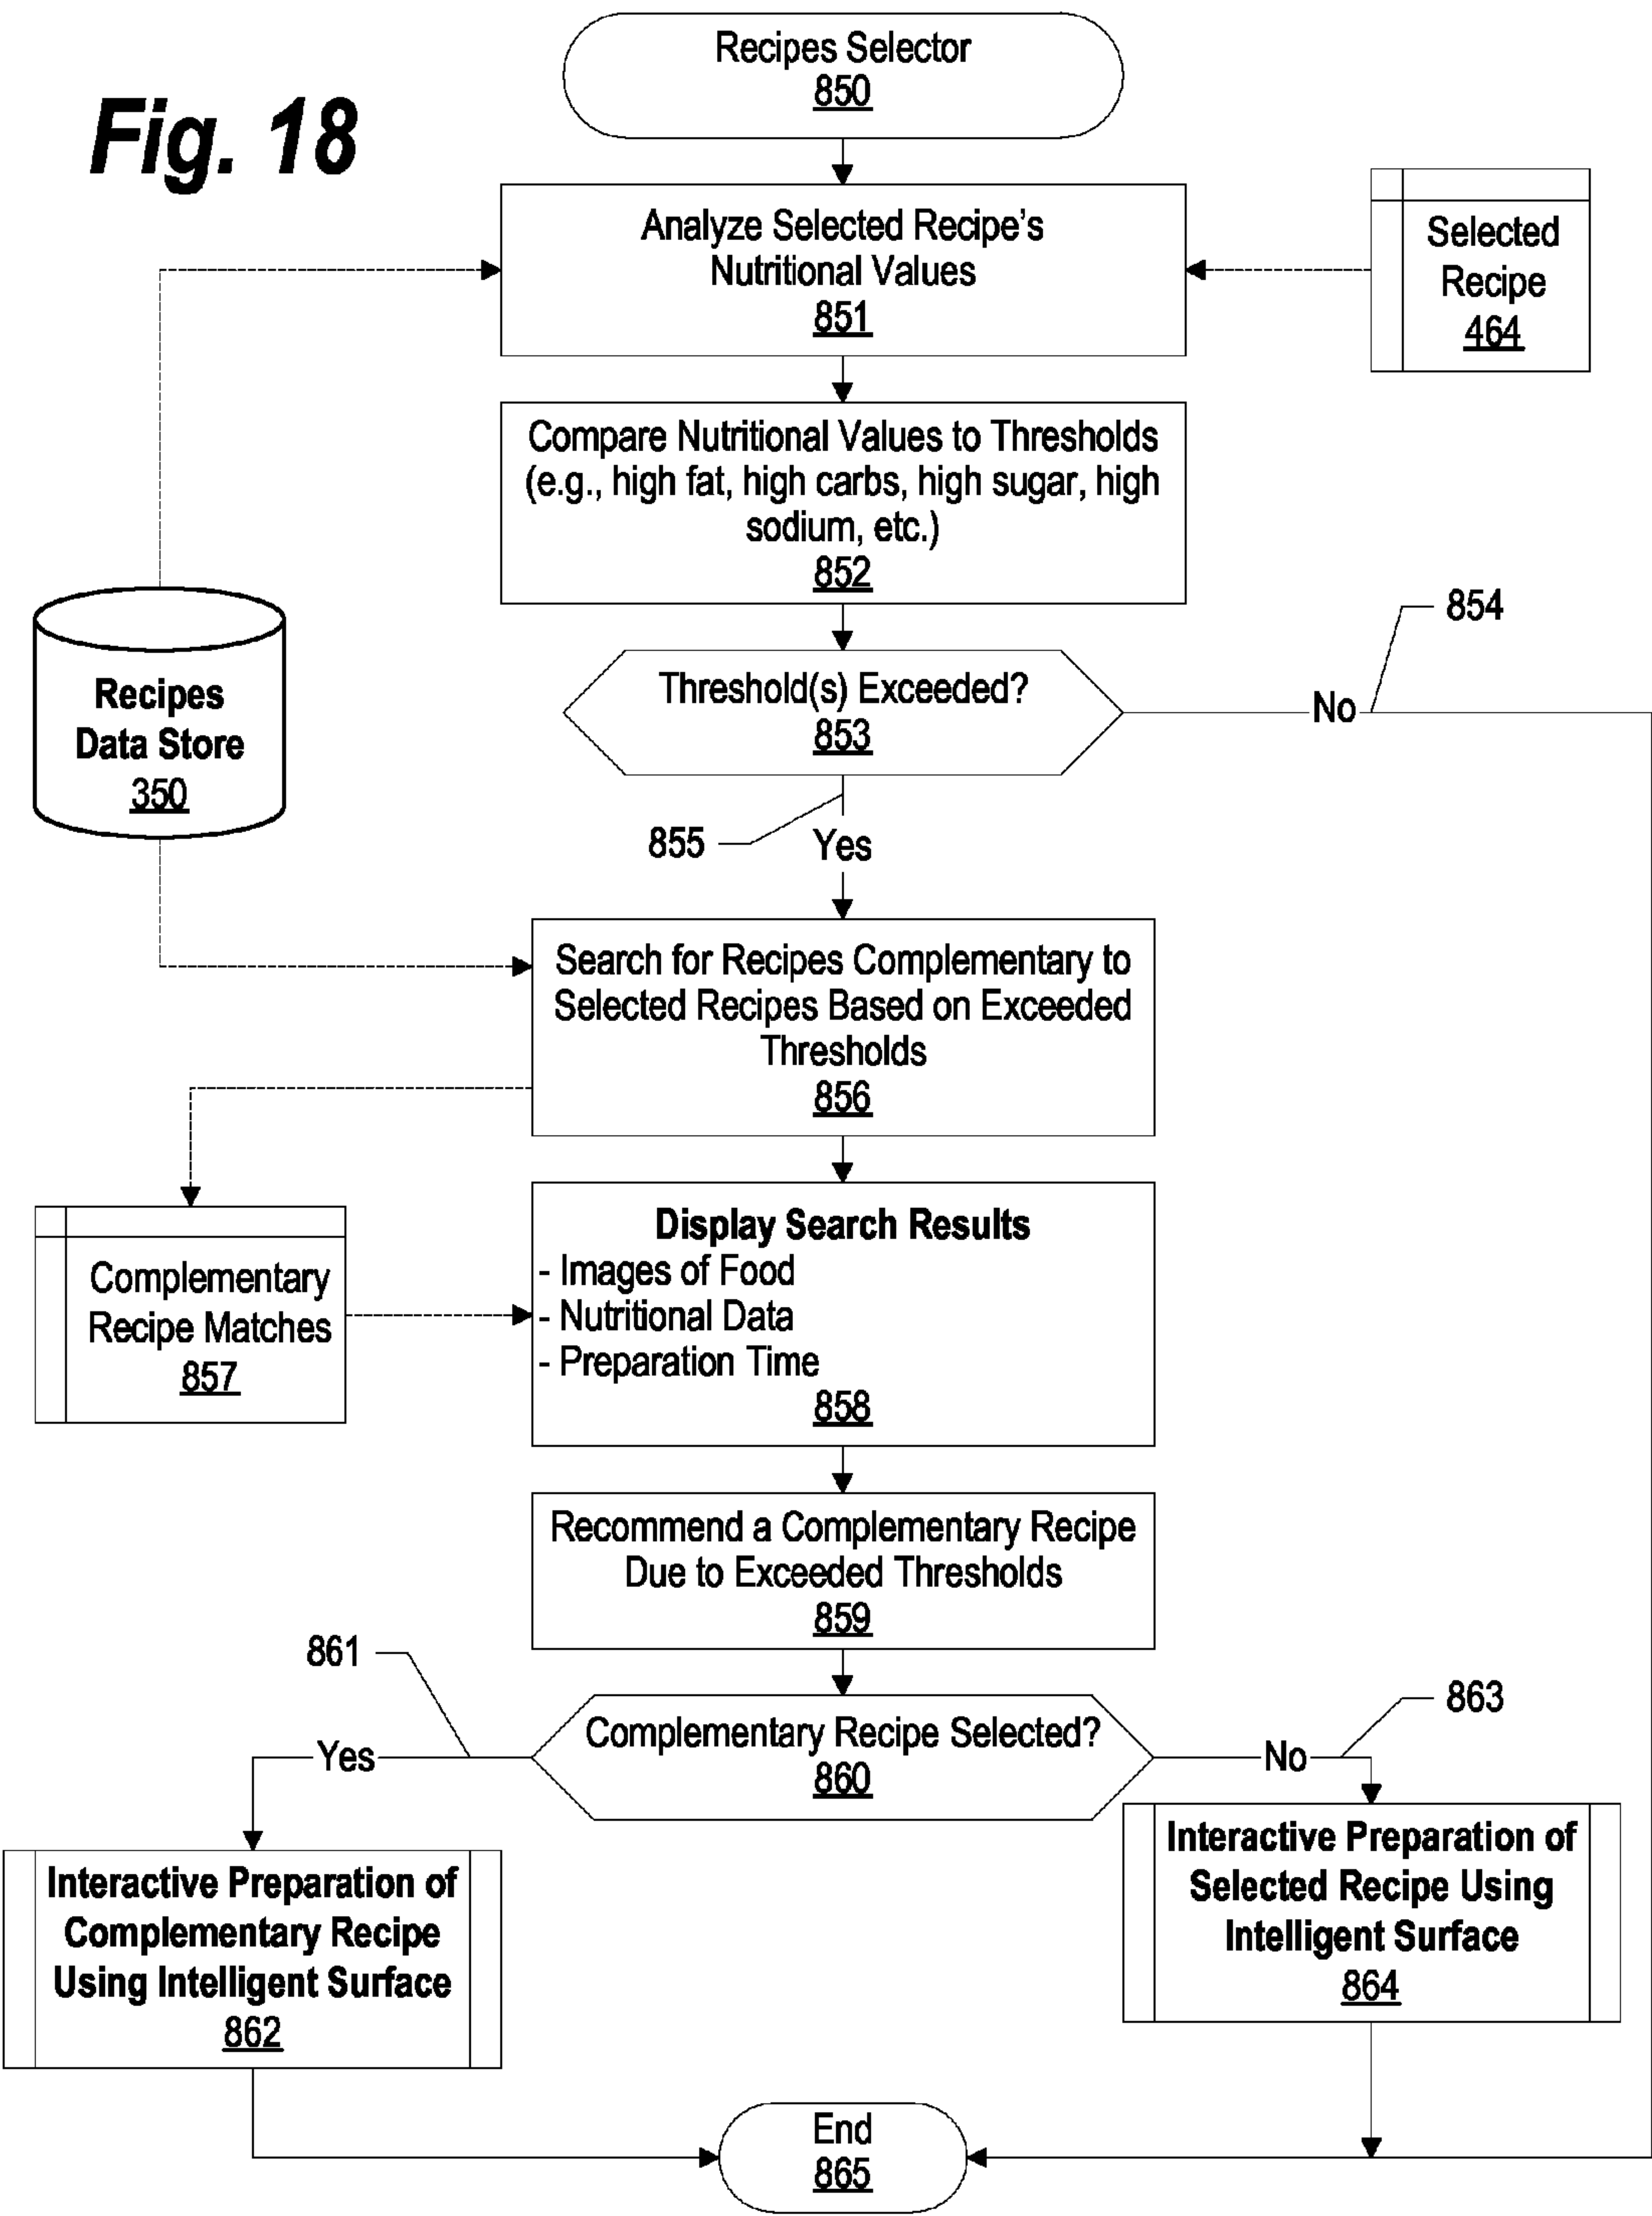 Fig. 18
Recipes Selector
850
Analyze Selected Recipe's
Nutritional Values
851
Selected
Recipe
464
Compare Nutritional Values to Thresholds
(e.g., high fat, high carbs, high sugar, high
sodium, etc.)
852
Recipes
Data Store
350
Threshold(s) Exceeded?
853
No
854
855
Yes
Search for Recipes Complementary to
Selected Recipes Based on Exceeded
Thresholds
856
Complementary
Recipe Matches
857
Display Search Results
- Images of Food
- Nutritional Data
- Preparation Time
858
Recommend a Complementary Recipe
Due to Exceeded Thresholds
859
861
Yes
Complementary Recipe Selected?
860
No
863
Interactive Preparation of
Complementary Recipe
Using Intelligent Surface
862
Interactive Preparation of
Selected Recipe Using
Intelligent Surface
864
End
865